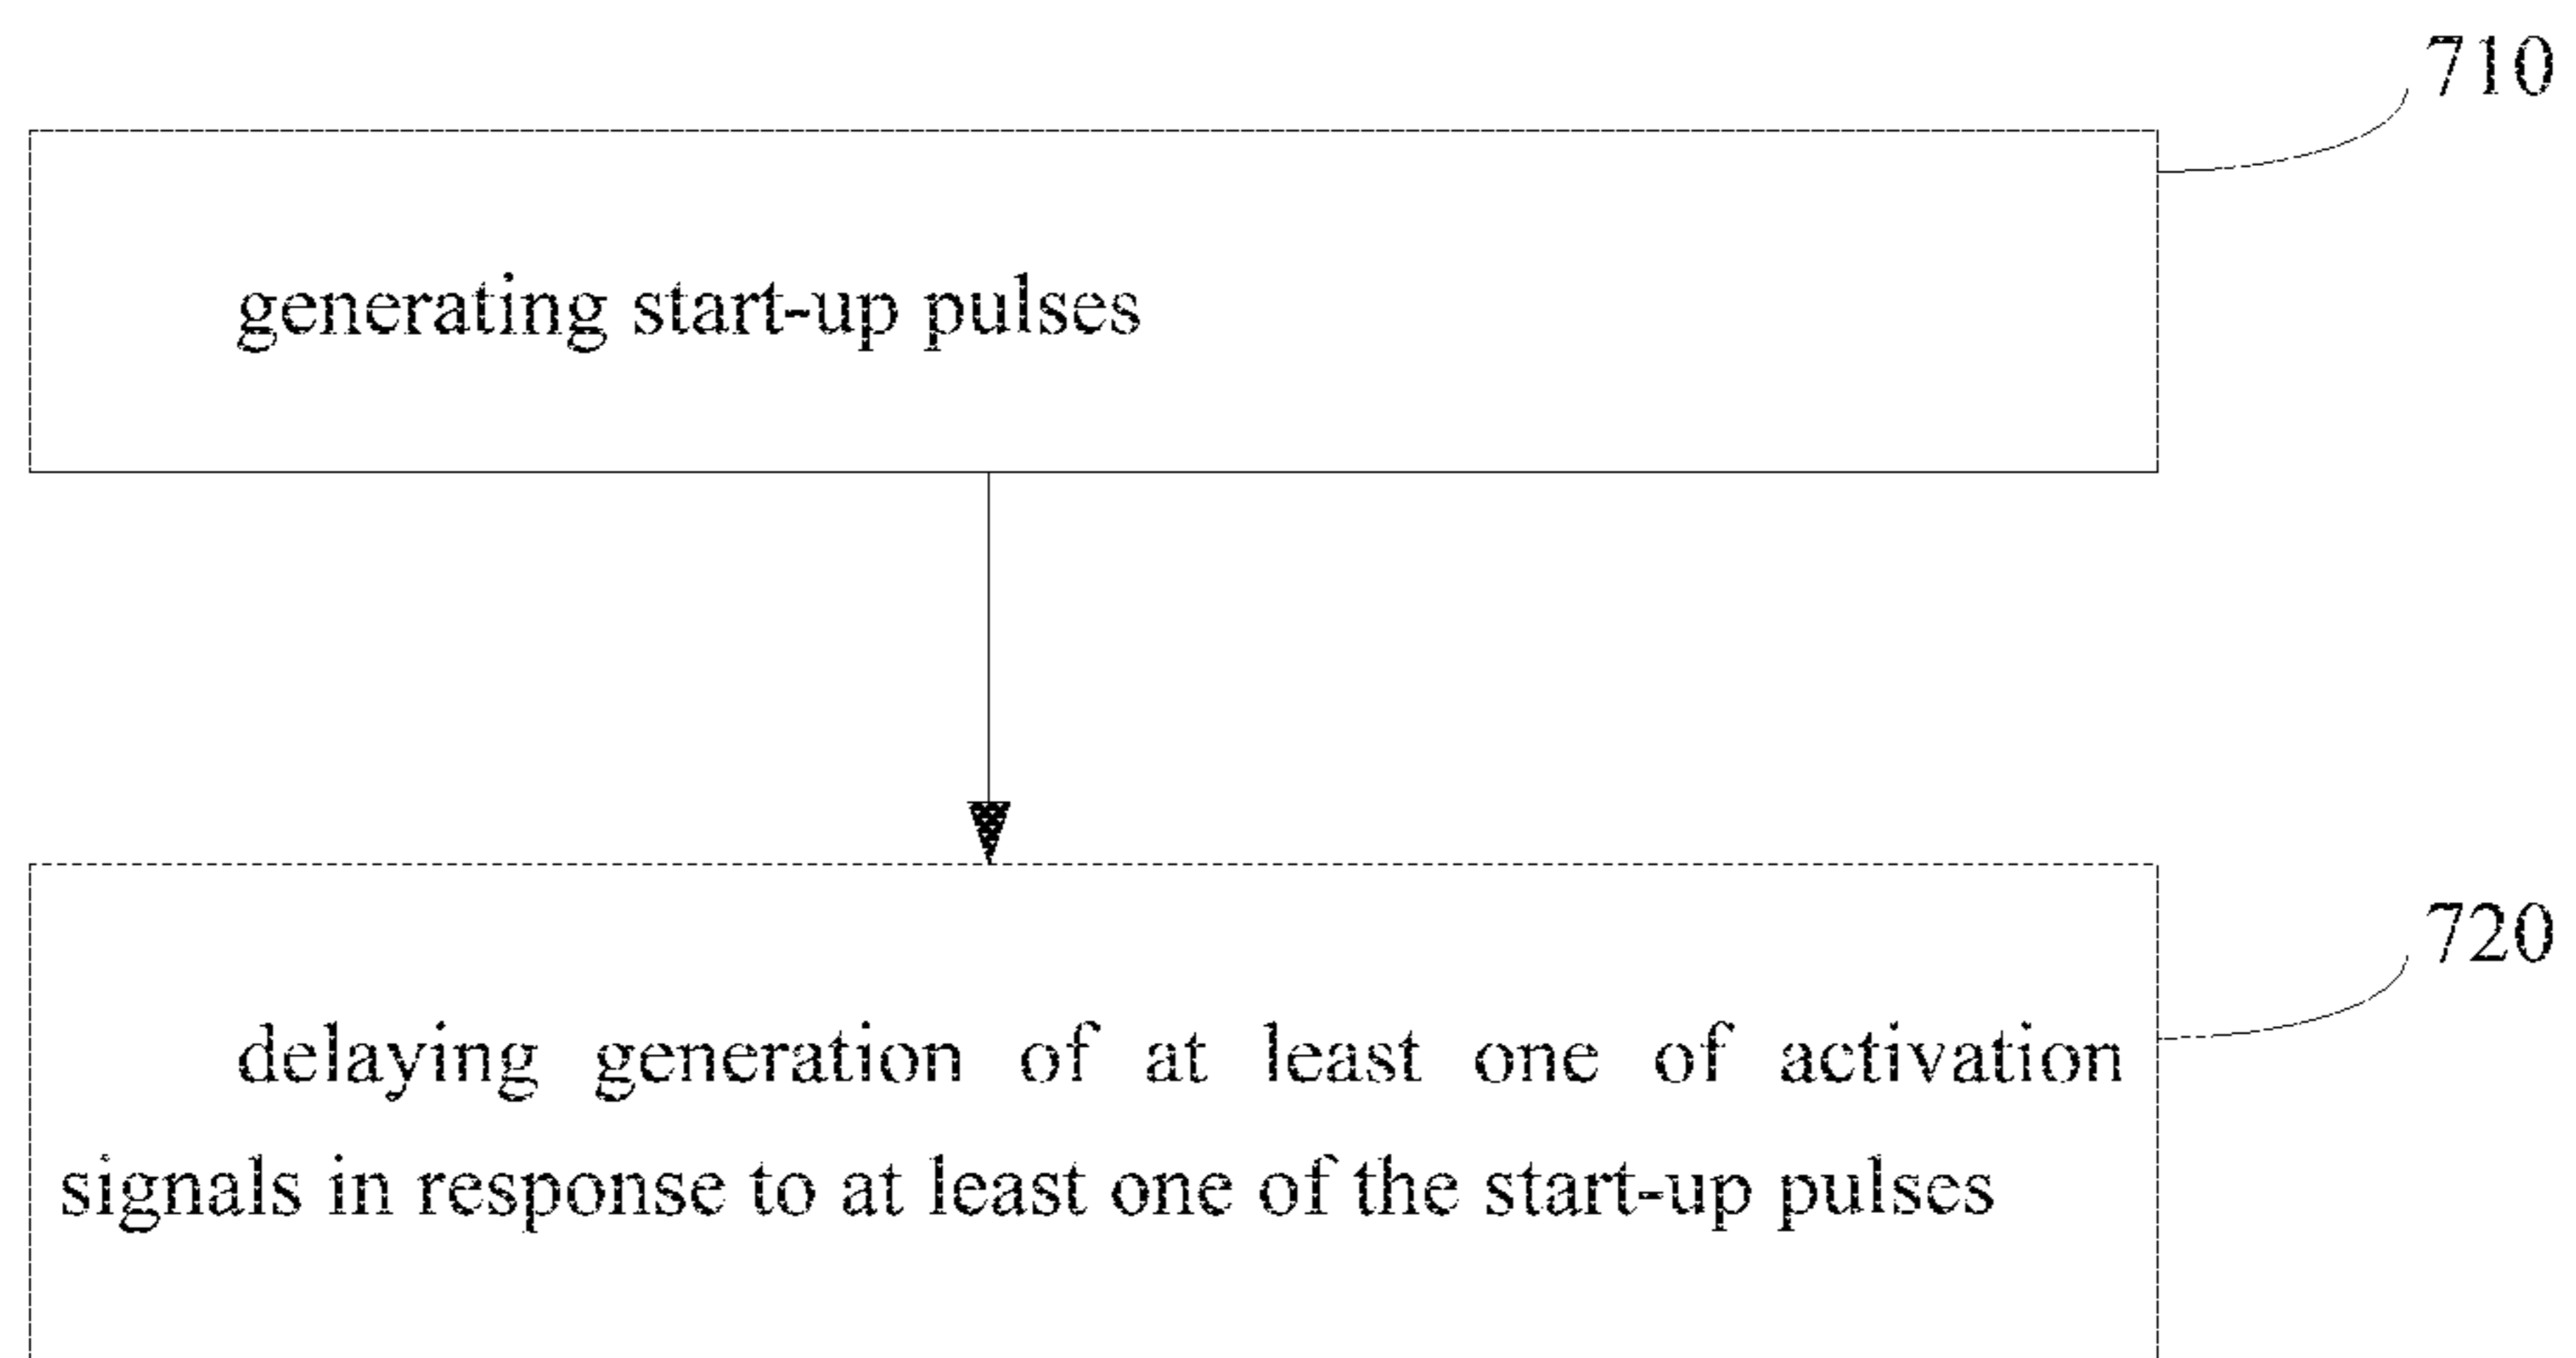 710
generating start-up pulses
720
delaying generation of at least one of activation
signals in response to at least one of the start-up pulses